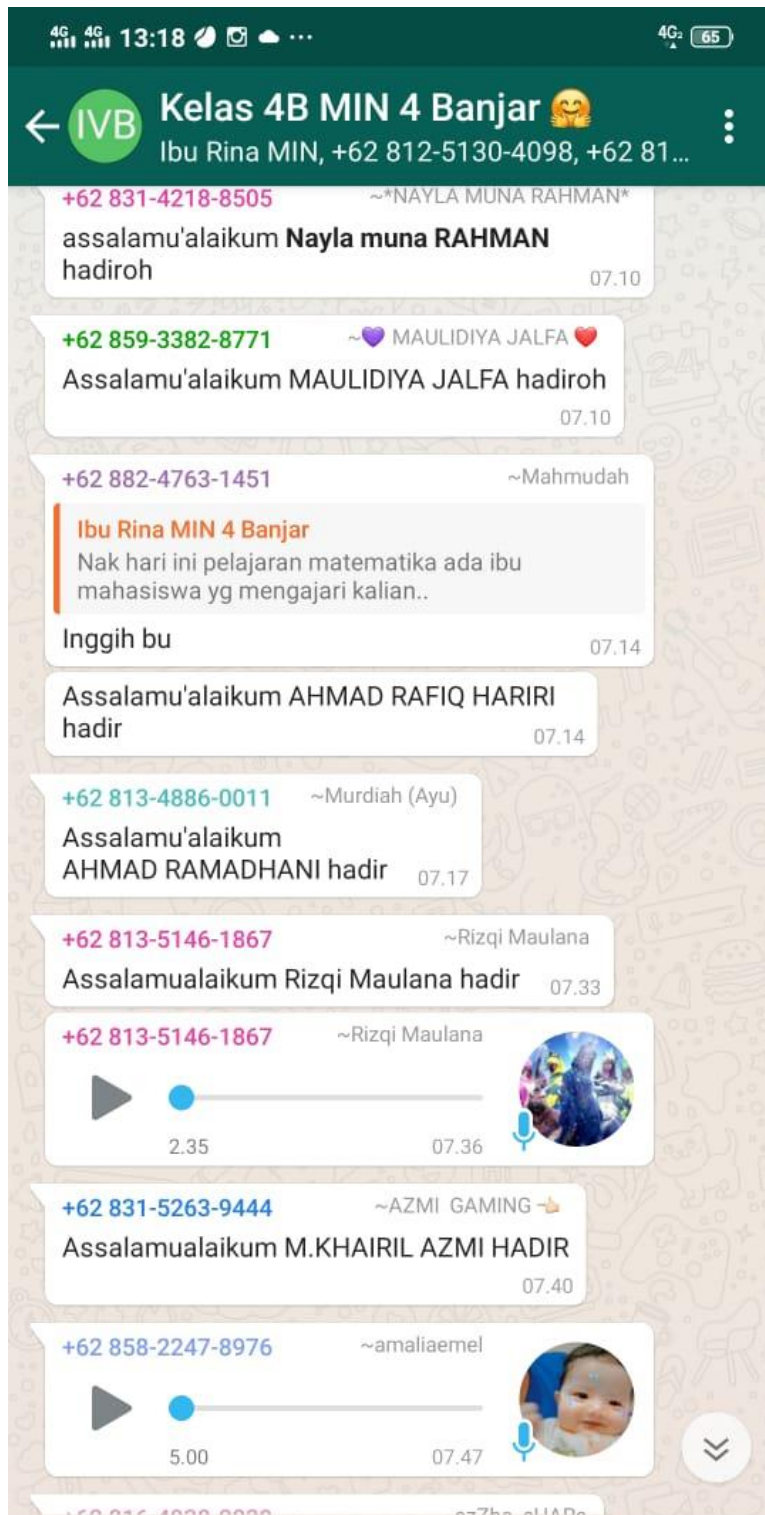 4G 4G 13:18 ... 4G2 65
IVB Kelas 4B MIN 4 Banjar 🤗
Ibu Rina MIN, +62 812-5130-4098, +62 81...
+62 831-4218-8505 ~*NAYLA MUNA RAHMAN*
assalamu'alaikum Nayla muna RAHMAN
hadiroh 07.10
+62 859-3382-8771 ~💜 MAULIDIYA JALFA ❤️
Assalamu'alaikum MAULIDIYA JALFA hadiroh
07.10
+62 882-4763-1451 ~Mahmudah
Ibu Rina MIN 4 Banjar
Nak hari ini pelajaran matematika ada ibu
mahasiswa yg mengajari kalian..
Inggih bu 07.14
Assalamu'alaikum AHMAD RAFIQ HARIRI
hadir 07.14
+62 813-4886-0011 ~Murdiah (Ayu)
Assalamu'alaikum
AHMAD RAMADHANI hadir 07.17
+62 813-5146-1867 ~Rizqi Maulana
Assalamualaikum Rizqi Maulana hadir 07.33
+62 813-5146-1867 ~Rizqi Maulana
2.35 07.36
+62 831-5263-9444 ~AZMI GAMING 👈🏻
Assalamualaikum M.KHAIRIL AZMI HADIR
07.40
+62 858-2247-8976 ~amaliaemel
5.00 07.47